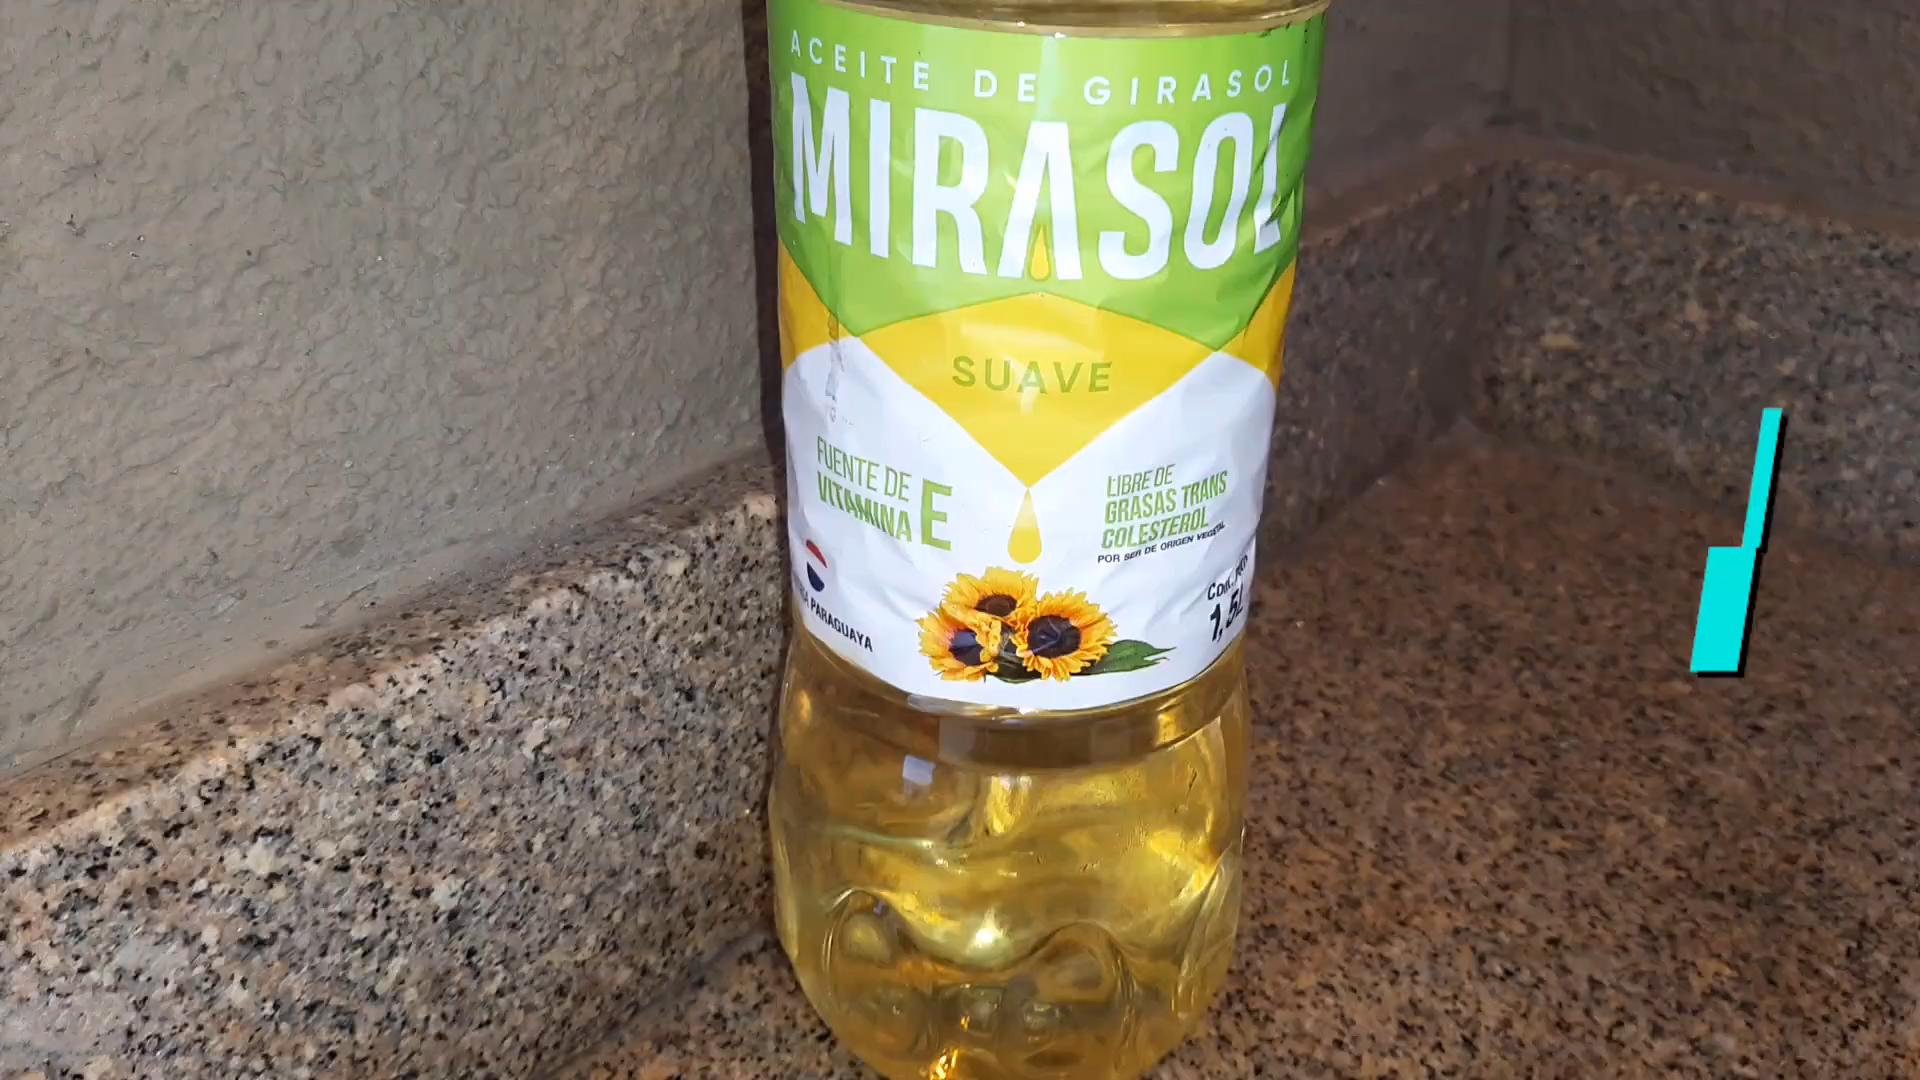 ACEITE DE GIRASOL
MIRASOL
SUAVE
FUENTE DE
VITAMINA E
LIBRE DE
GRASAS TRANS
COLESTEROL
POR SER DE ORIGEN VEGETAL
PARAGUAYA
1,5L